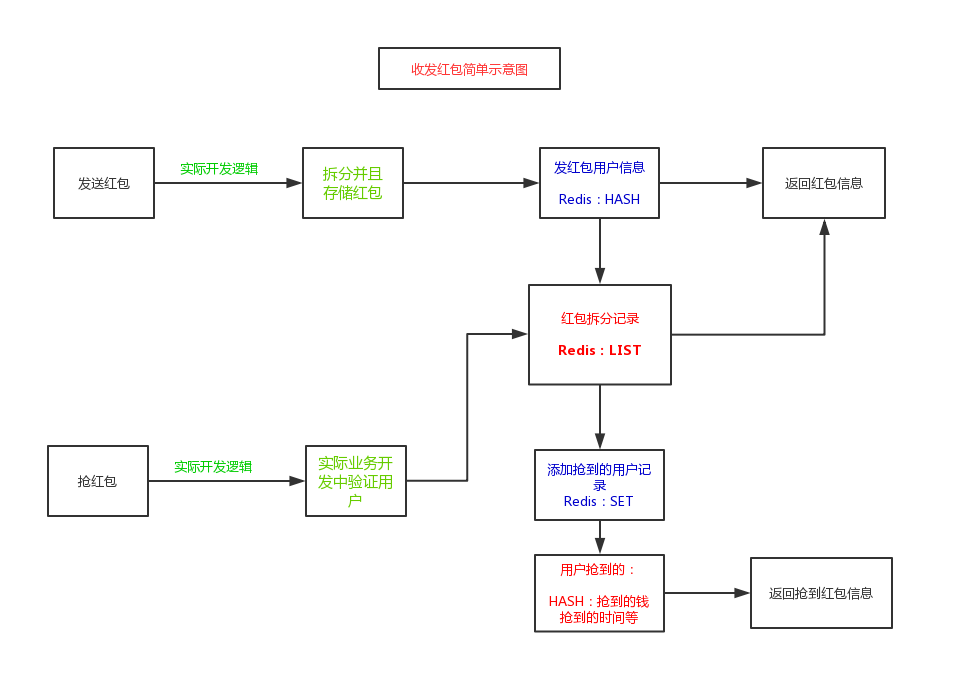 收发红包简单示意图
发送红包
实际开发逻辑
拆分并且
存储红包
发红包用户信息
Redis：HASH
返回红包信息
红包拆分记录
Redis：LIST
抢红包
实际开发逻辑
实际业务开
发中验证用
户
添加抢到的用户记
录
Redis：SET
用户抢到的：
HASH：抢到的钱
抢到的时间等
返回抢到红包信息